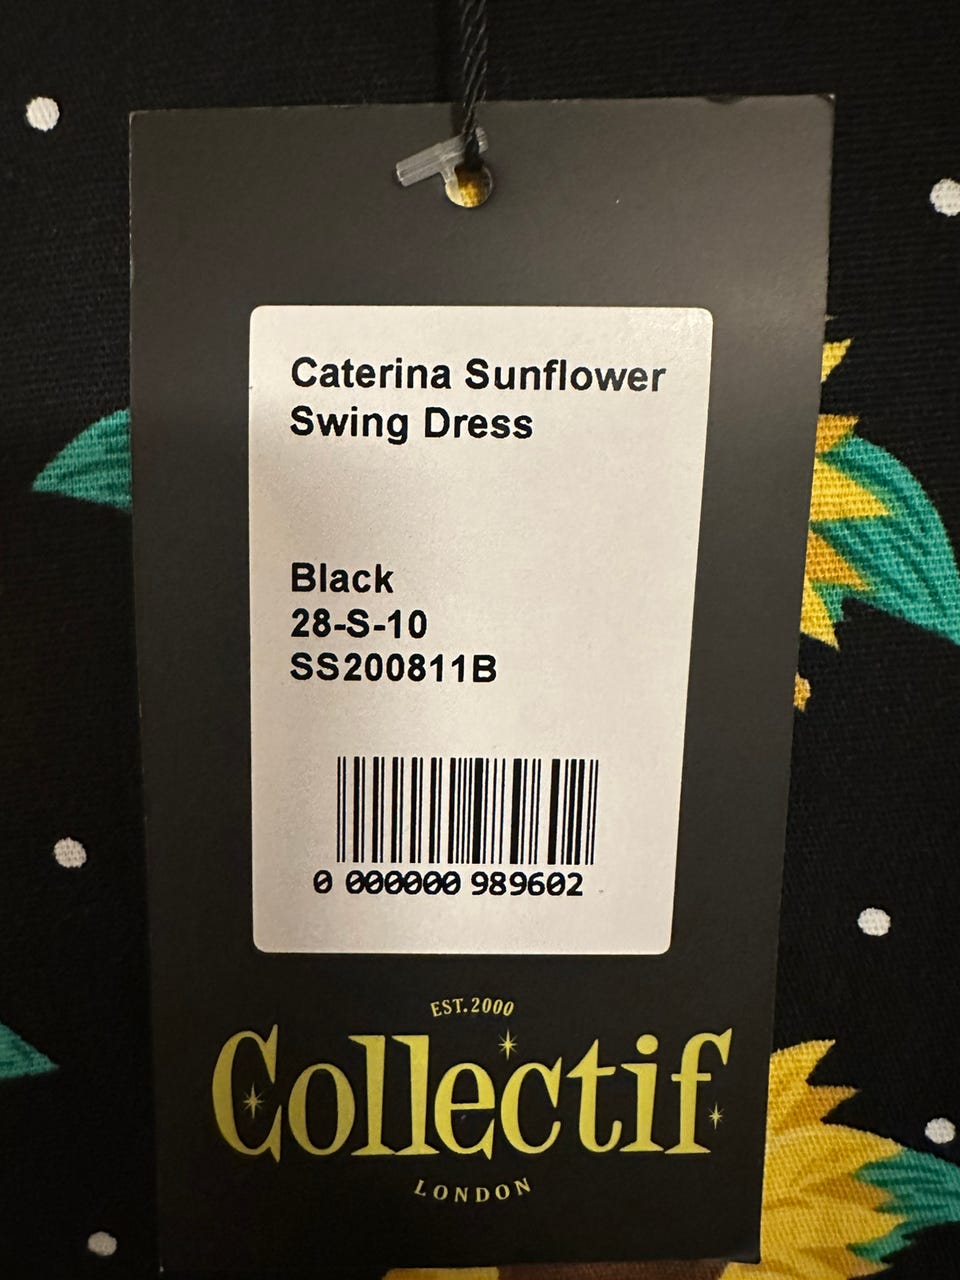 Caterina Sunflower
Swing Dress
Black
28-S-10
SS200811B
0 000000 989602
EST.2000
Collectif
LONDON